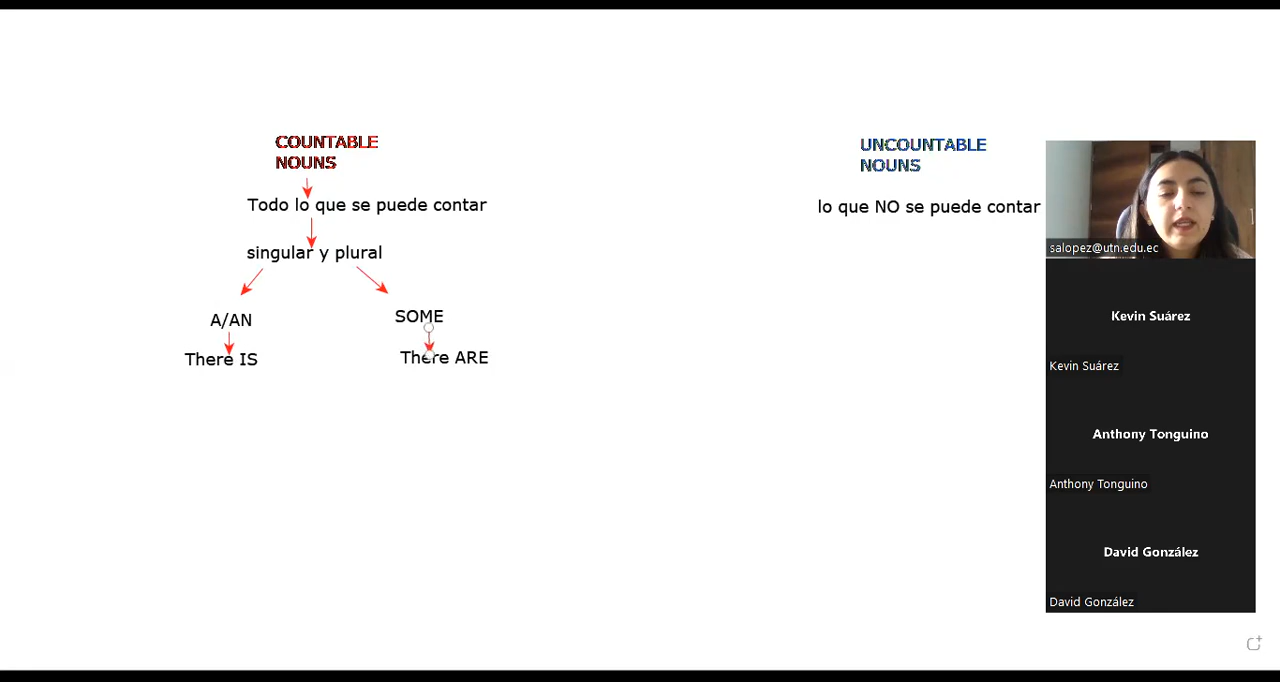 COUNTABLE
NOUNS
Todo lo que se puede contar
singular y plural
A/AN
SOME
There IS
There ARE
UNCOUNTABLE
NOUNS
lo que NO se puede contar
salopez@utn.edu.ec
Kevin Suárez
Kevin Suárez
Anthony Tonguino
Anthony Tonguino
David González
David González